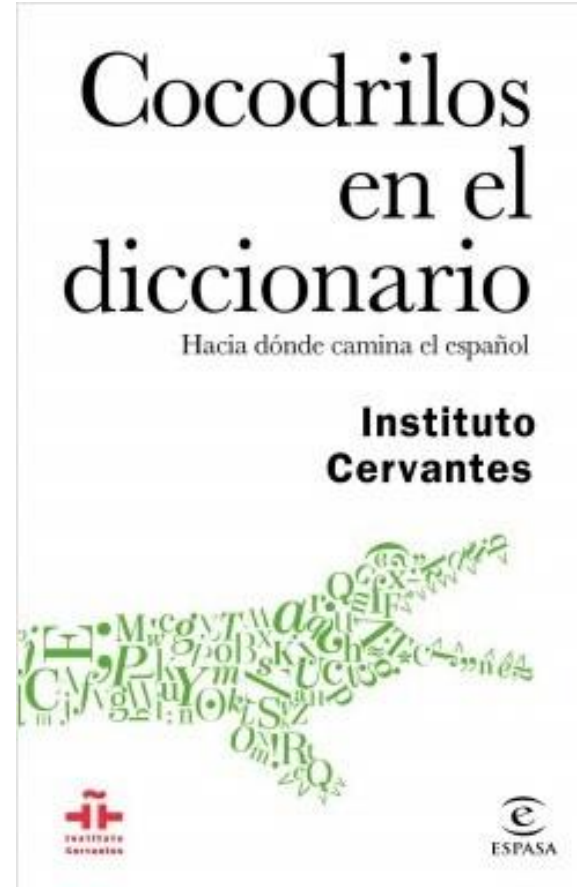 Cocodrilos
en el
diccionario
Hacia dónde camina el español
Instituto
Cervantes
Instituto
Cervantes
e
ESPASA